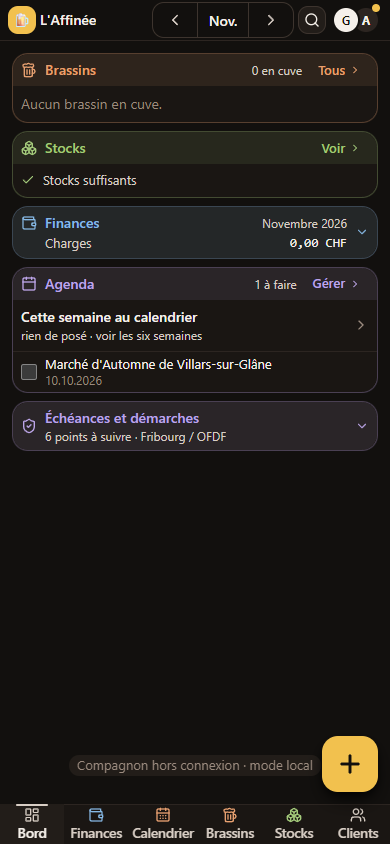 L'Affinée
Nov.
G
A
Brassins
0 en cuve
Tous
Aucun brassin en cuve.
Stocks
Voir
Stocks suffisants
Finances
Novembre 2026
Charges
0,00 CHF
Agenda
1 à faire
Gérer
Cette semaine au calendrier
rien de posé · voir les six semaines
Marché d'Automne de Villars-sur-Glâne
10.10.2026
Échéances et démarches
6 points à suivre · Fribourg / OFDF
Compagnon hors connexion · mode local
Bord
Finances
Calendrier
Brassins
Stocks
Clients